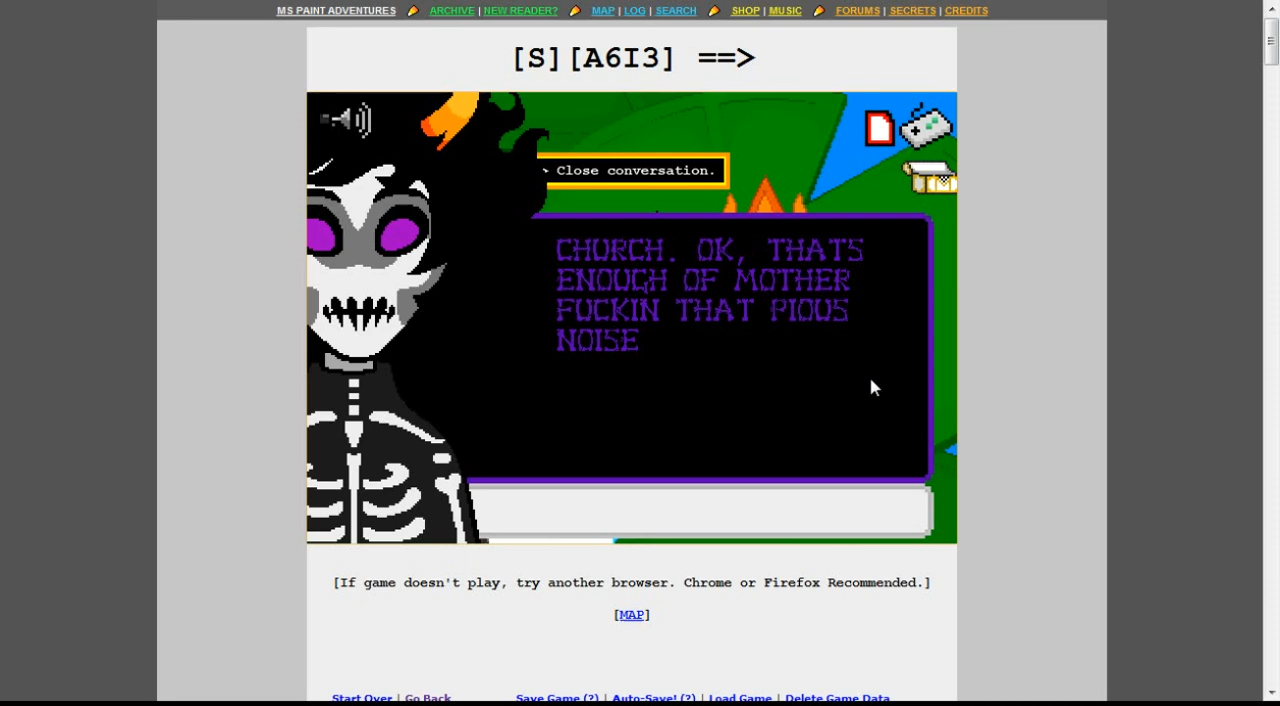 MS PAINT ADVENTURES ARCHIVE | NEW READER? MAP | LOG | SEARCH SHOP | MUSIC FORUMS | SECRETS | CREDITS
[S][A6I3] ==>
> Close conversation.
CHURCH. OK, THATS
ENOUGH OF MOTHER
FUCKIN THAT PIOUS
NOISE
[If game doesn't play, try another browser. Chrome or Firefox Recommended.]
[MAP]
Start Over | Go Back Save Game (?) | Auto-Save! (?) | Load Game | Delete Game Data